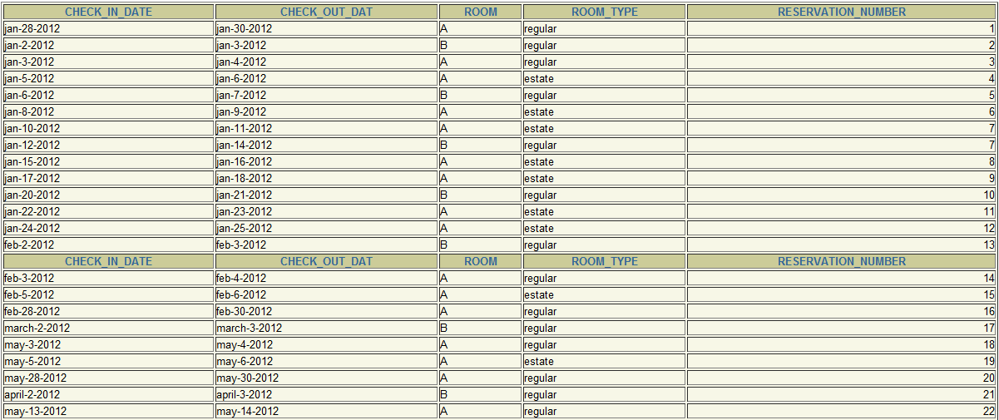 CHECK_IN_DATE CHECK_OUT_DAT ROOM ROOM_TYPE RESERVATION_NUMBER
jan-28-2012 jan-30-2012 A regular 1
jan-2-2012 jan-3-2012 B regular 2
jan-3-2012 jan-4-2012 A regular 3
jan-5-2012 jan-6-2012 A estate 4
jan-6-2012 jan-7-2012 B regular 5
jan-8-2012 jan-9-2012 A estate 6
jan-10-2012 jan-11-2012 A estate 7
jan-12-2012 jan-14-2012 B regular 7
jan-15-2012 jan-16-2012 A estate 8
jan-17-2012 jan-18-2012 A estate 9
jan-20-2012 jan-21-2012 B regular 10
jan-22-2012 jan-23-2012 A estate 11
jan-24-2012 jan-25-2012 A estate 12
feb-2-2012 feb-3-2012 B regular 13
CHECK_IN_DATE CHECK_OUT_DAT ROOM ROOM_TYPE RESERVATION_NUMBER
feb-3-2012 feb-4-2012 A regular 14
feb-5-2012 feb-6-2012 A estate 15
feb-28-2012 feb-30-2012 A regular 16
march-2-2012 march-3-2012 B regular 17
may-3-2012 may-4-2012 A regular 18
may-5-2012 may-6-2012 A estate 19
may-28-2012 may-30-2012 A regular 20
april-2-2012 april-3-2012 B regular 21
may-13-2012 may-14-2012 A regular 22